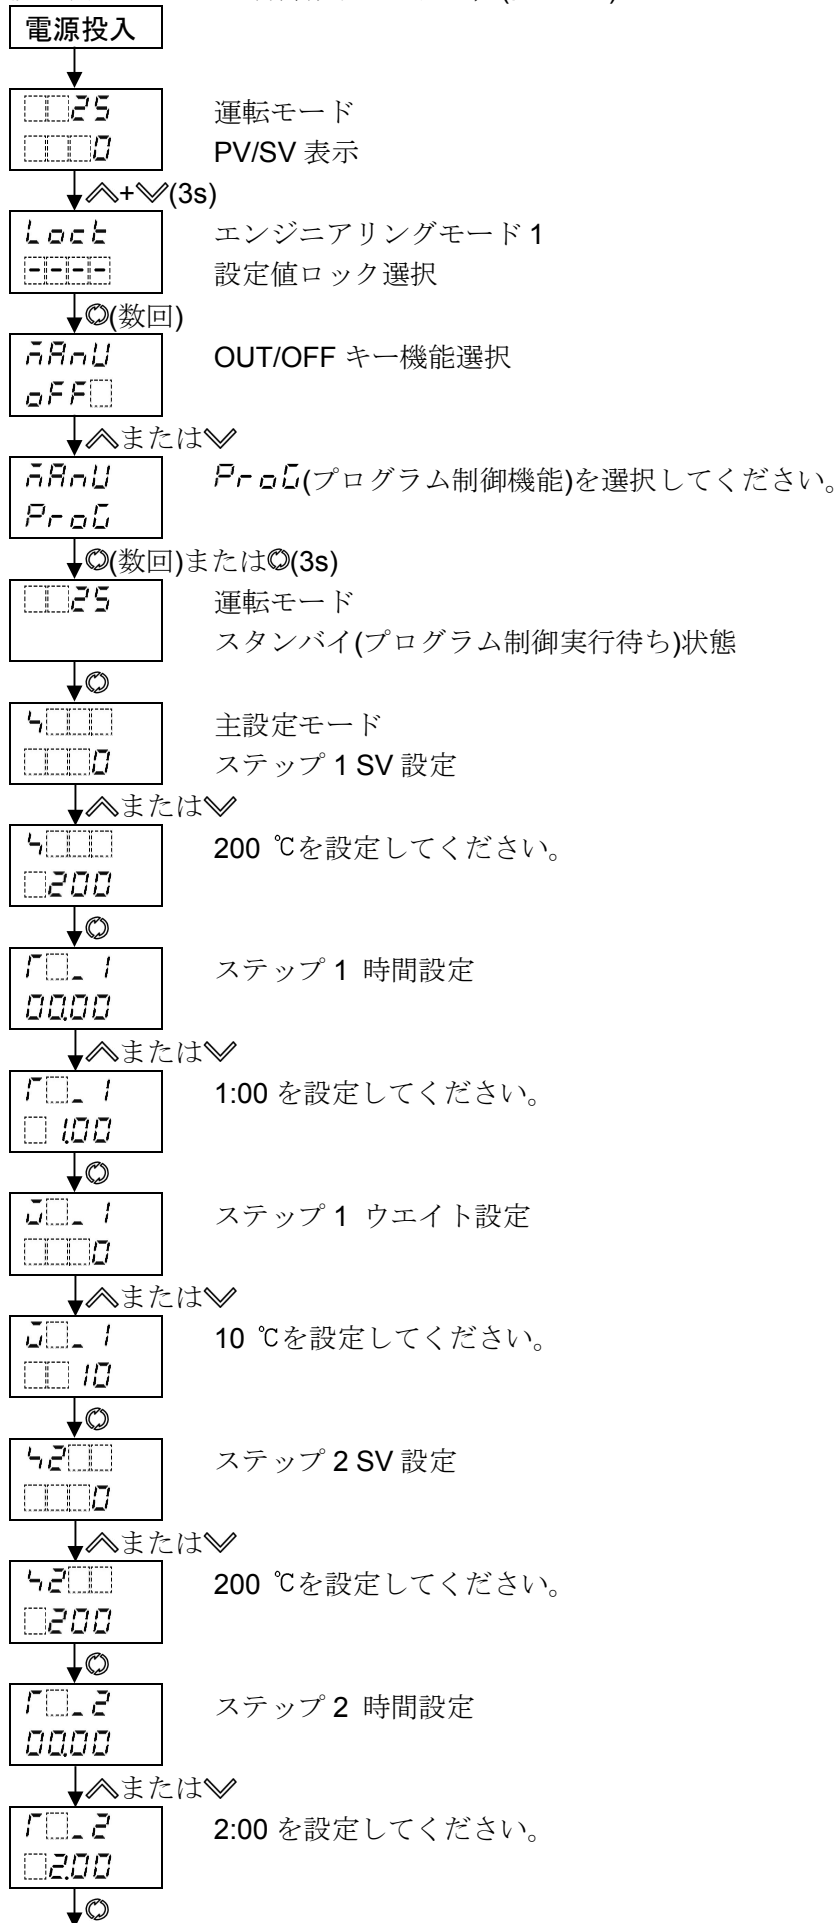 電源投入
25 運転モード
0 PV/SV 表示
︽+︾(3s)
Lock エンジニアリングモード 1
---- 設定値ロック選択
(数回)
MAnU OUT/OFF キー機能選択
oFF
︽または︾
MAnU ProG(プログラム制御機能)を選択してください。
ProG
(数回)または(3s)
25 運転モード
スタンバイ(プログラム制御実行待ち)状態
S 主設定モード
0 ステップ 1 SV 設定
︽または︾
S 200 ℃を設定してください。
200
T_1 ステップ 1 時間設定
00.00
︽または︾
T_1 1:00 を設定してください。
1.00
W_1 ステップ 1 ウエイト設定
0
︽または︾
W_1 10 ℃を設定してください。
10
S2 ステップ 2 SV 設定
0
︽または︾
S2 200 ℃を設定してください。
200
T_2 ステップ 2 時間設定
00.00
︽または︾
T_2 2:00 を設定してください。
2.00